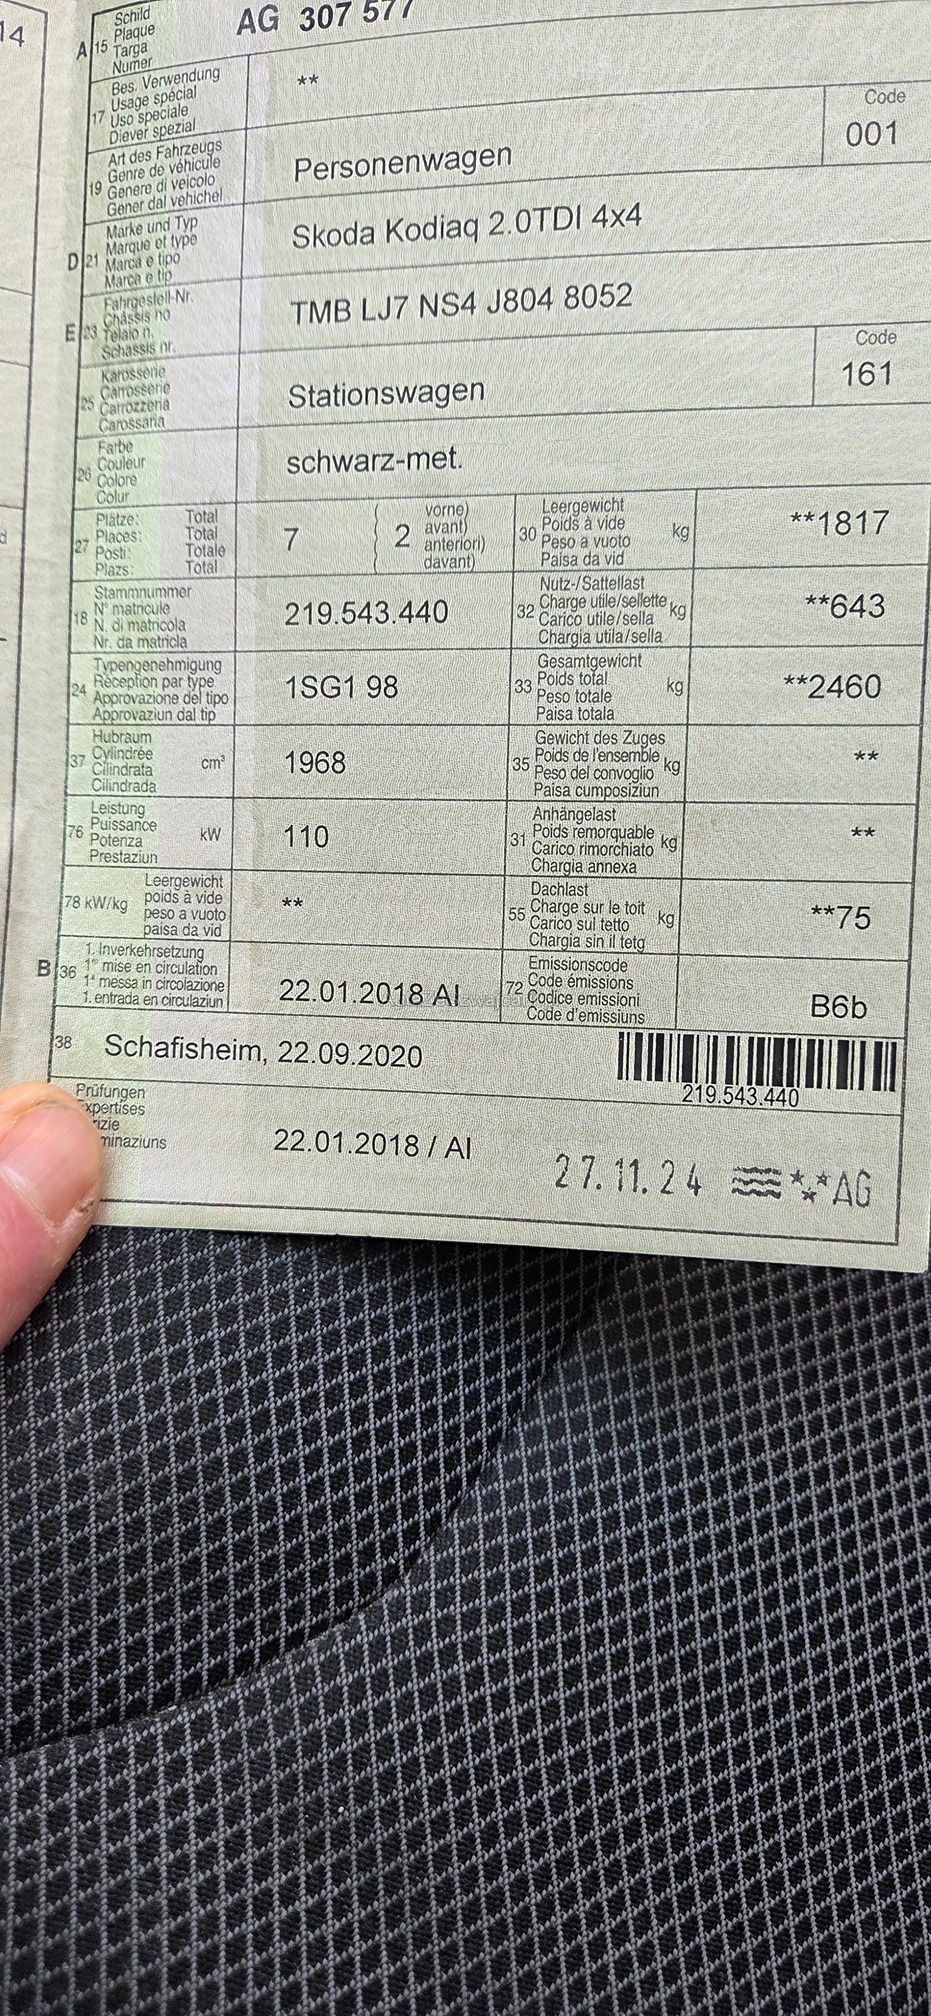 14
A 15 Schild
Plaque
Targa
Numer
AG 307 577
17 Bes. Verwendung
Usage spécial
Uso speciale
Diever spezial
**
19 Art des Fahrzeugs
Genre de véhicule
Genere di veicolo
Gener dal vehichel
Personenwagen
Code
001
D 21 Marke und Typ
Marque et type
Marca e tipo
Marca e tip
Skoda Kodiaq 2.0TDI 4x4
E 23 Fahrgestell-Nr.
Châssis no
Telaio n.
Schassis nr.
TMB LJ7 NS4 J804 8052
25 Karosserie
Carrosserie
Carrozzeria
Carossaria
Stationswagen
Code
161
26 Farbe
Couleur
Colore
Colur
schwarz-met.
27 Plätze: Total
Places: Total
Posti: Totale
Plazs: Total
7
2
vorne)
avant)
anteriori)
davant)
30 Leergewicht
Poids à vide
Peso a vuoto
Paisa da vid
kg
**1817
18 Stammnummer
N° matricule
N. di matricola
Nr. da matricla
219.543.440
32 Nutz-/Sattellast
Charge utile/sellette
Carico utile/sella
Chargia utila/sella
kg
**643
24 Typengenehmigung
Réception par type
Approvazione del tipo
Approvaziun dal tip
1SG1 98
33 Gesamtgewicht
Poids total
Peso totale
Paisa totala
kg
**2460
37 Hubraum
Cylindrée
Cilindrata
Cilindrada
cm³
1968
35 Gewicht des Zuges
Poids de l'ensemble
Peso del convoglio
Paisa cumposiziun
kg
**
76 Leistung
Puissance
Potenza
Prestaziun
kW
110
31 Anhängelast
Poids remorquable
Carico rimorchiato
Chargia annexa
kg
**
78 kW/kg
Leergewicht
poids à vide
peso a vuoto
paisa da vid
**
55 Dachlast
Charge sur le toit
Carico sul tetto
Chargia sin il tetg
kg
**75
B 36 1. Inverkehrsetzung
1re mise en circulation
1a messa in circolazione
1. entrada en circulaziun
22.01.2018 AI
72 Emissionscode
Code émissions
Codice emissioni
Code d'emissiuns
B6b
38 Schafisheim, 22.09.2020
219.543.440
Prüfungen
xpertises
rizie
minaziuns
22.01.2018 / AI
27.11.24 AG